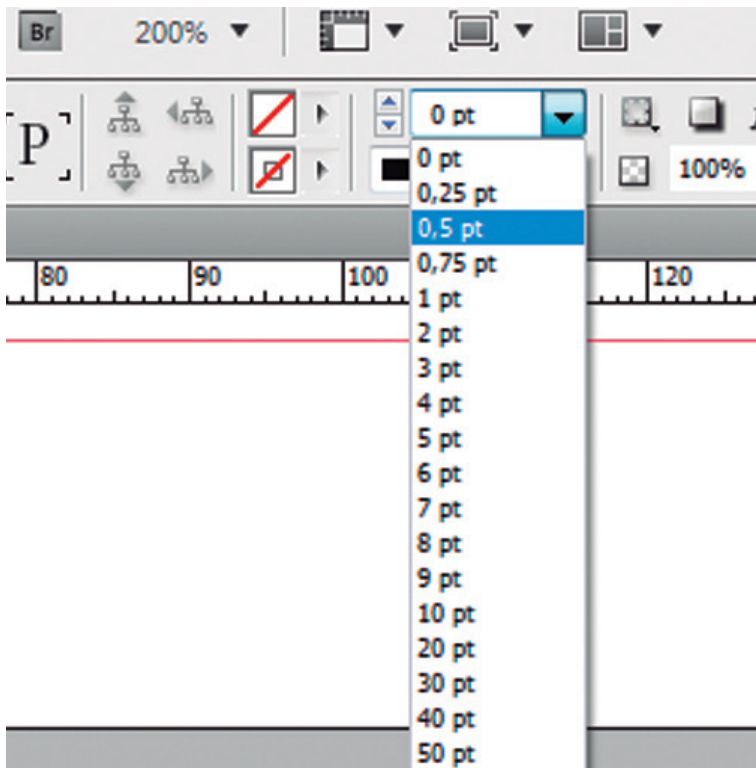 Br 200%
P 0 pt
100%
0 pt
0,25 pt
0,5 pt
0,75 pt
80 90 100 120
1 pt
2 pt
3 pt
4 pt
5 pt
6 pt
7 pt
8 pt
9 pt
10 pt
20 pt
30 pt
40 pt
50 pt